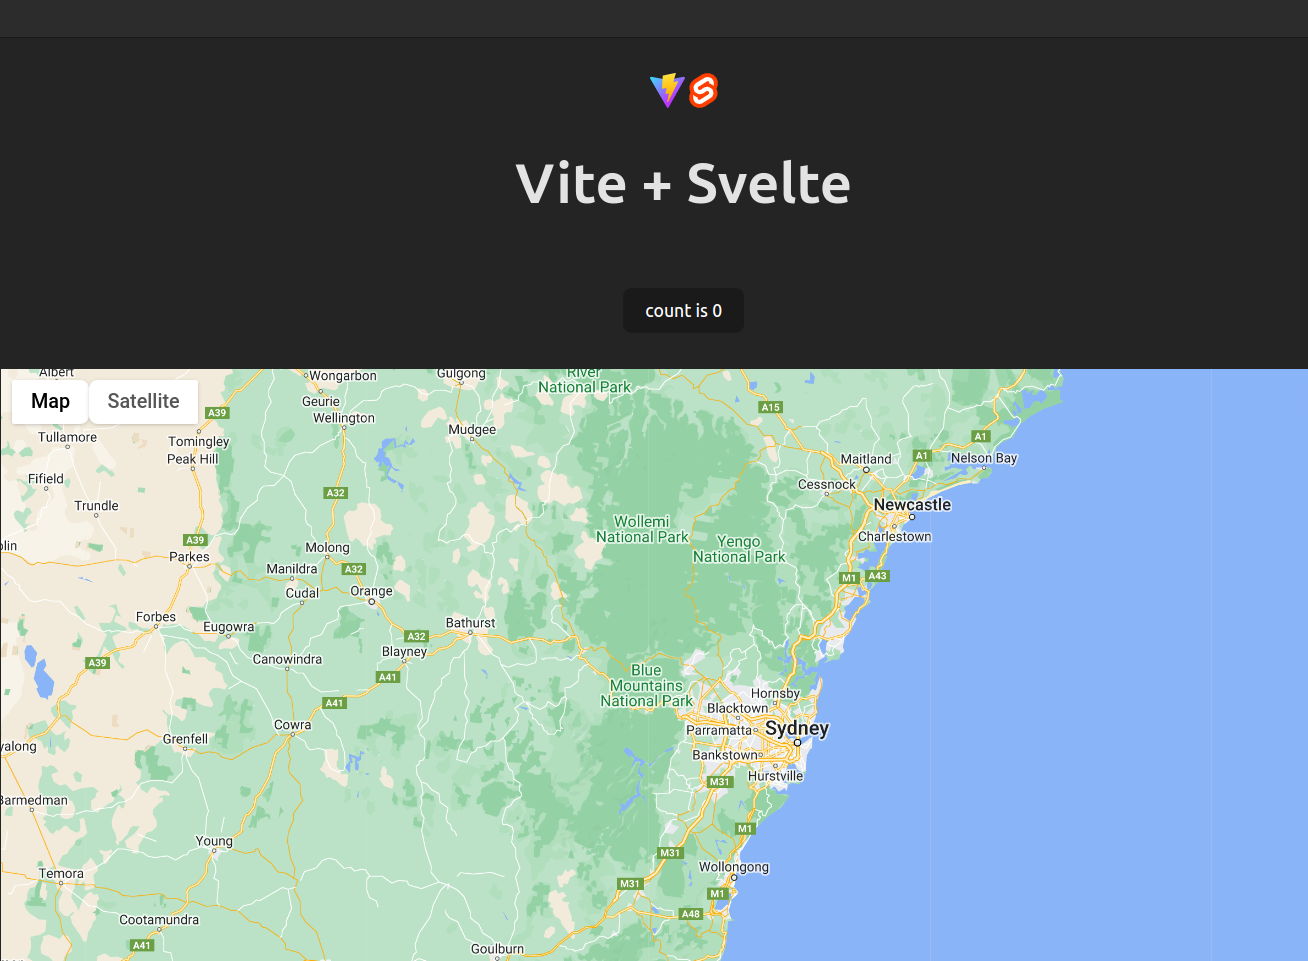 Vite + Svelte
count is 0
Map
Satellite
Albert
Wongarbon
Gulgong
River
National Park
Geurie
A39
A15
Wellington
Mudgee
A1
Tullamore
Tomingley
Peak Hill
Maitland
A1
Nelson Bay
Fifield
Cessnock
A32
Trundle
Newcastle
Wollemi
National Park
Charlestown
A39
Yengo
National Park
lin
Parkes
Molong
Manildra
A32
M1
A43
Cudal
Orange
Forbes
Eugowra
Bathurst
A32
Blayney
Canowindra
A39
A41
Blue
Mountains
National Park
A41
Hornsby
Blacktown
Cowra
Parramatta
Sydney
Grenfell
yalong
Bankstown
M31
Hurstville
Barmedman
M1
Young
M31
Wollongong
Temora
M31
M1
A48
Cootamundra
A41
Goulburn